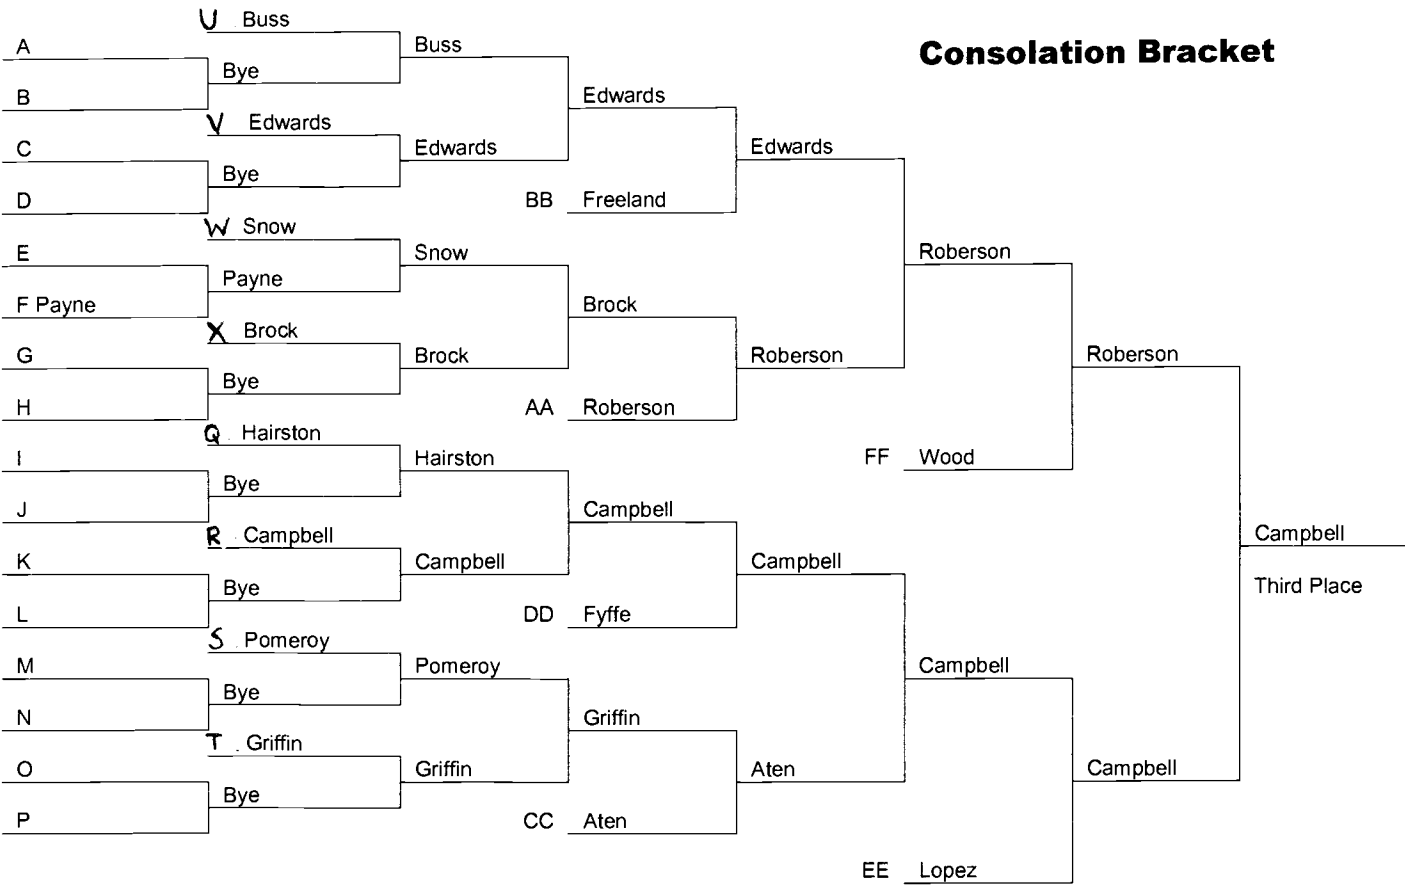 U Buss
A
Buss
Consolation Bracket
Bye
B
Edwards
V Edwards
C
Edwards
Edwards
Bye
D
BB Freeland
W Snow
E
Snow
Roberson
Payne
F Payne
Brock
X Brock
G
Brock
Roberson
Roberson
Bye
H
AA Roberson
Q Hairston
I
Hairston
FF Wood
Bye
J
Campbell
R Campbell
Campbell
K
Campbell
Campbell
Bye
Third Place
L
DD Fyffe
S Pomeroy
M
Pomeroy
Campbell
Bye
N
Griffin
T Griffin
O
Griffin
Aten
Campbell
Bye
P
CC Aten
EE Lopez